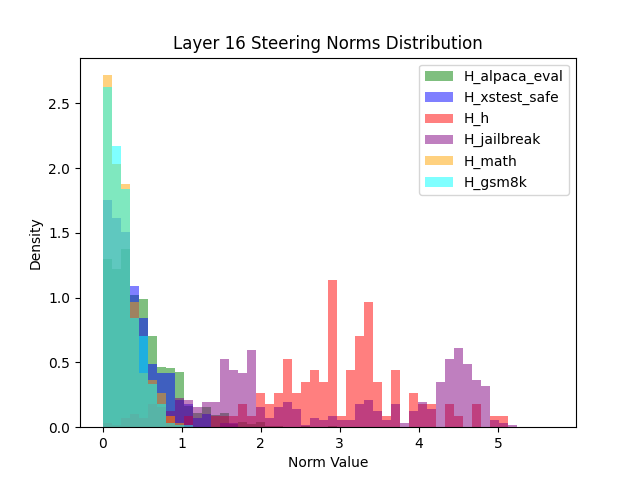 Layer 16 Steering Norms Distribution
H_alpaca_eval
H_xstest_safe
H_h
H_jailbreak
H_math
H_gsm8k
Density
2.5
2.0
1.5
1.0
0.5
0.0
0 1 2 3 4 5
Norm Value